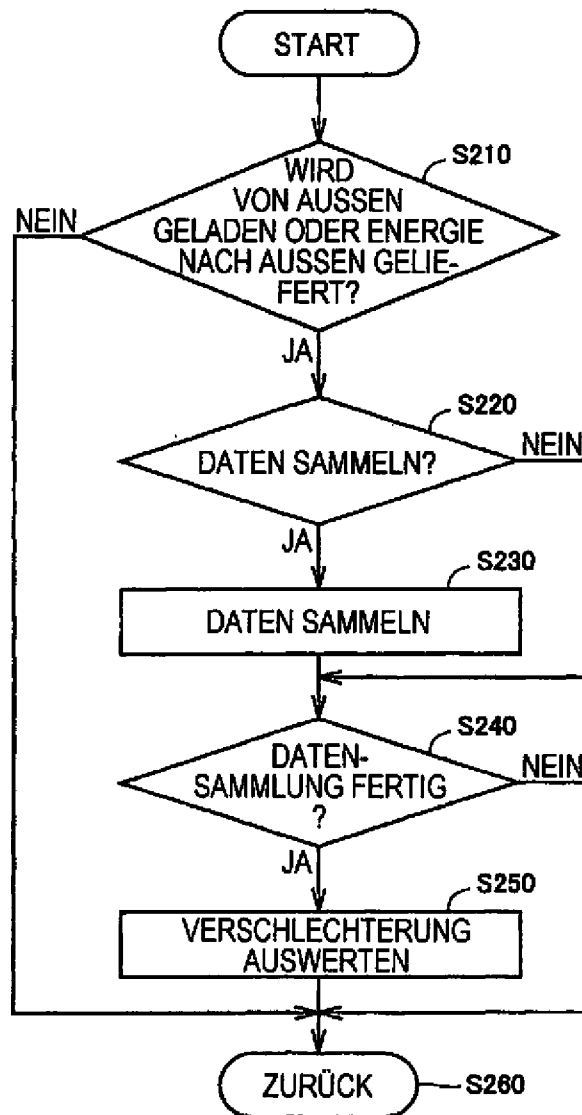 START
S210
WIRD
VON AUSSEN
NEIN
GELADEN ODER ENERGIE
NACH AUSSEN GELIE-
FERT?
JA
S220
DATEN SAMMELN?
NEIN
JA
S230
DATEN SAMMELN
S240
DATEN-
SAMMLUNG FERTIG
?
NEIN
JA
S250
VERSCHLECHTERUNG
AUSWERTEN
ZURÜCK
S260